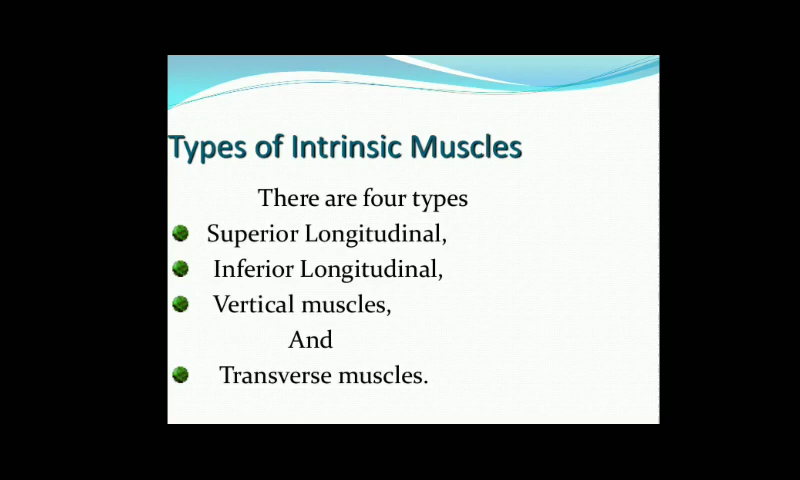 Types of Intrinsic Muscles
There are four types
Superior Longitudinal,
Inferior Longitudinal,
Vertical muscles,
And
Transverse muscles.